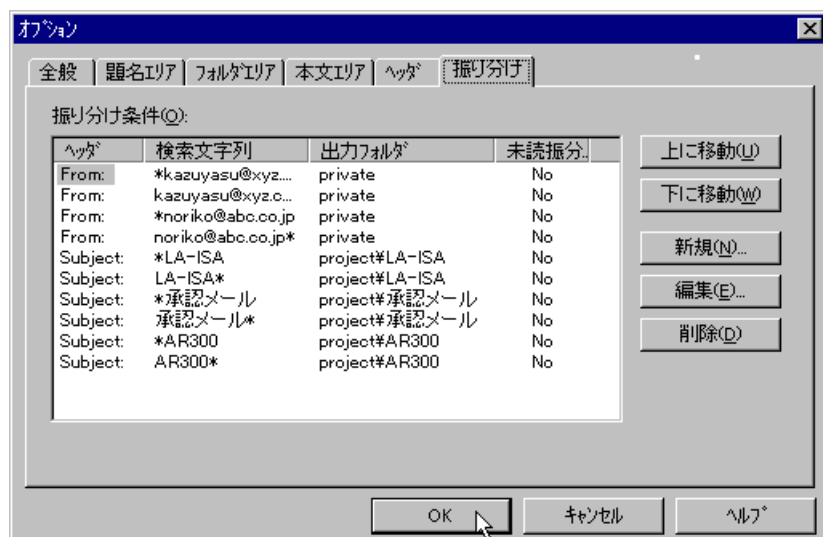 オプション
全般 題名エリア フォルダエリア 本文エリア ヘッダ 振り分け
振り分け条件(O):
ヘッダ 検索文字列 出力フォルダ 未読振分..
From: *kazuyasu@xyz.... private No
From: kazuyasu@xyz.c... private No
From: *noriko@abc.co.jp private No
From: noriko@abc.co.jp* private No
Subject: *LA-ISA project¥LA-ISA No
Subject: LA-ISA* project¥LA-ISA No
Subject: *承認メール project¥承認メール No
Subject: 承認メール* project¥承認メール No
Subject: *AR300 project¥AR300 No
Subject: AR300* project¥AR300 No
上に移動(U)
下に移動(W)
新規(N)...
編集(E)...
削除(D)
OK キャンセル ヘルプ